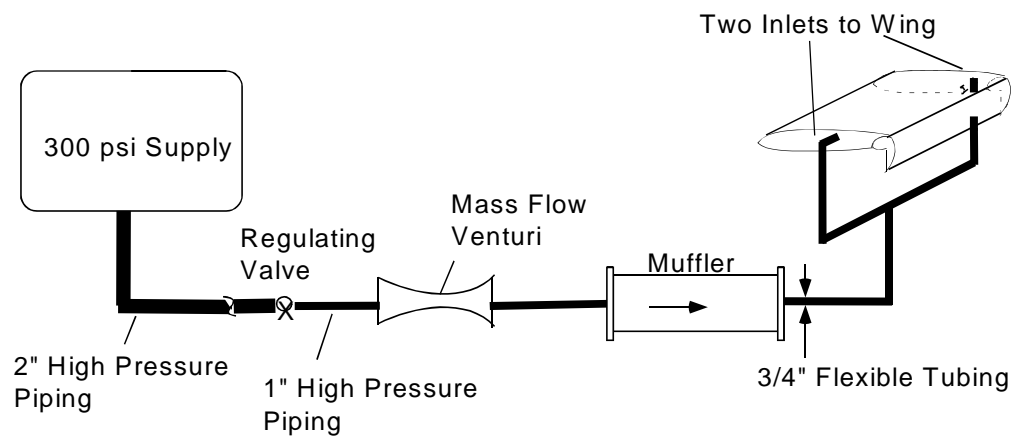 Two Inlets to Wing
300 psi Supply
Mass Flow
Venturi
Regulating
Valve
Muffler
2" High Pressure
Piping
1" High Pressure
Piping
3/4" Flexible Tubing